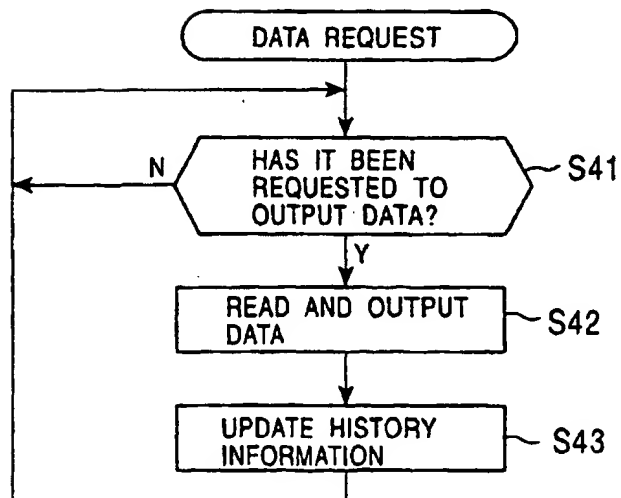 DATA REQUEST
HAS IT BEEN
REQUESTED TO
OUTPUT DATA?
S41
N
Y
READ AND OUTPUT
DATA
S42
UPDATE HISTORY
INFORMATION
S43